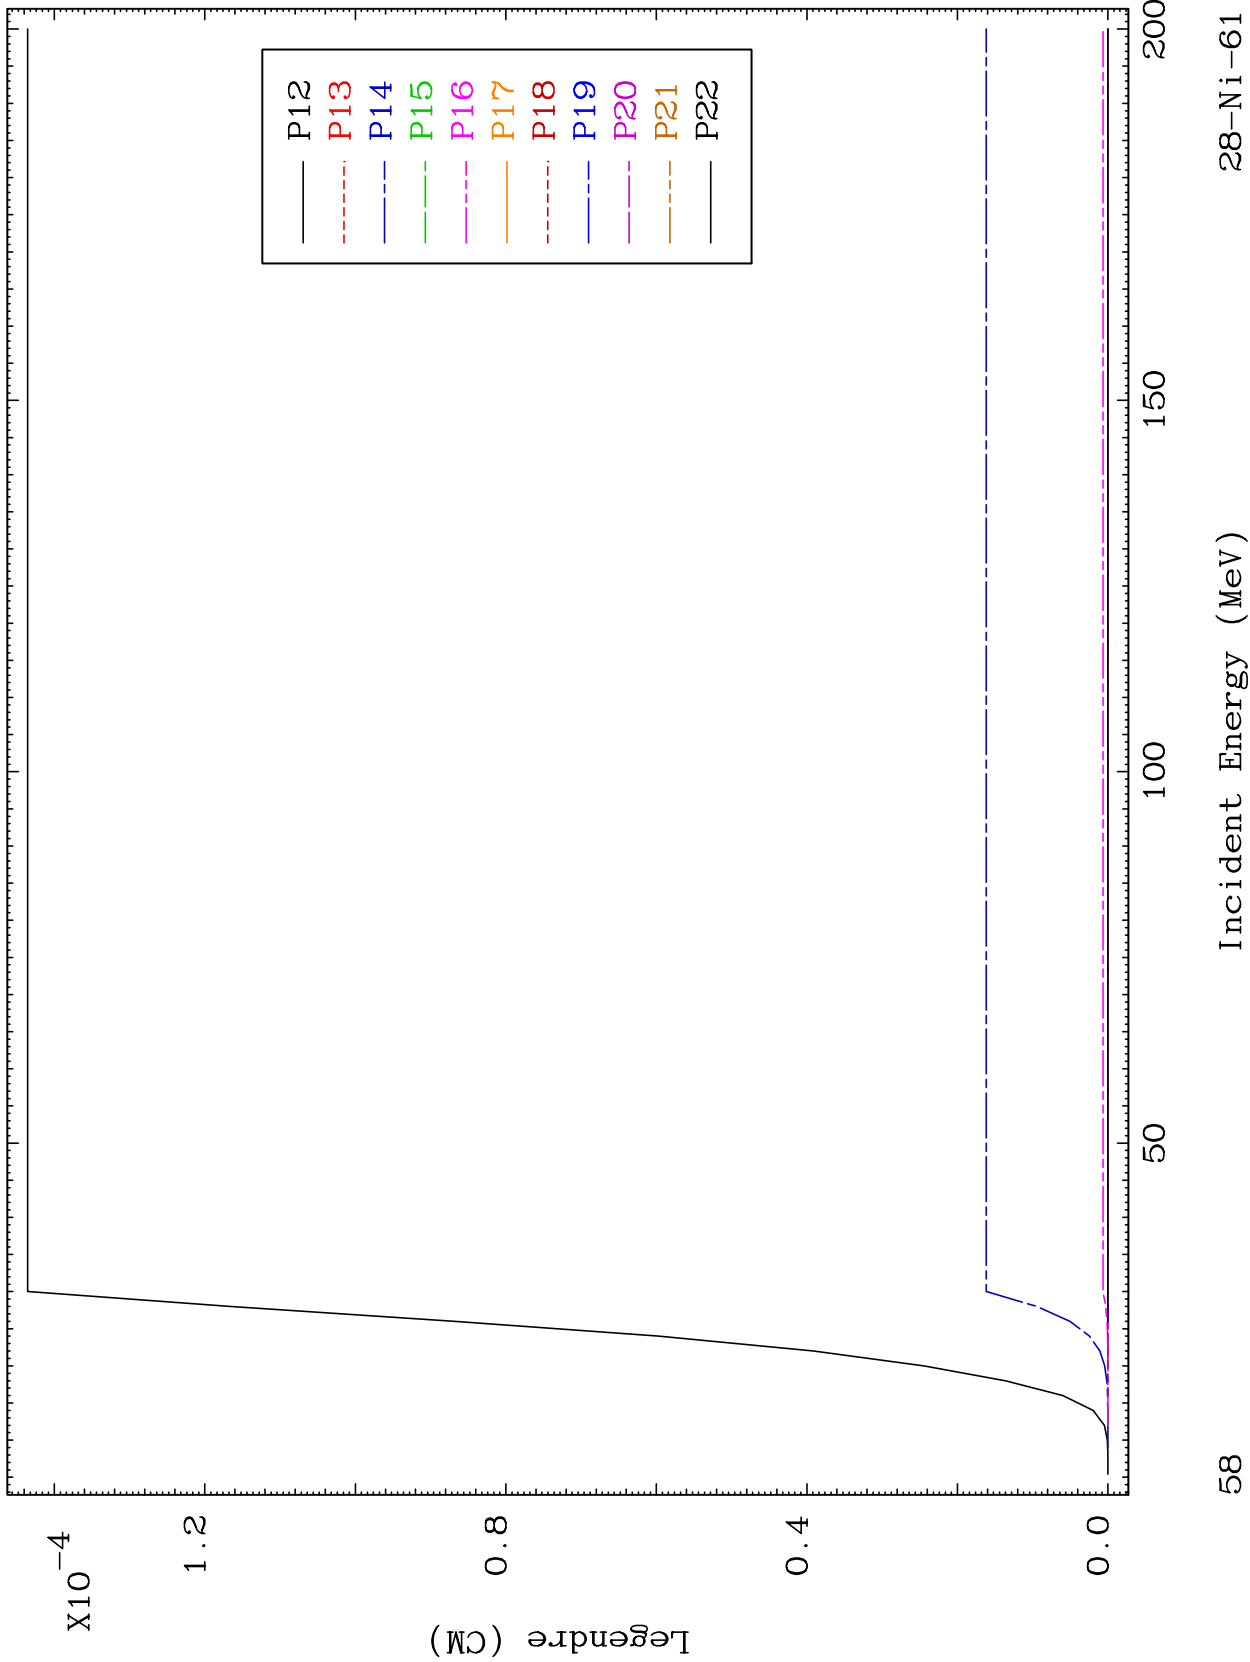 X10-4
1.2
0.8
0.4
0.0
Legendre (CM)
P12
P13
P14
P15
P16
P17
P18
P19
P20
P21
P22
50
100
150
200
58
Incident Energy (MeV)
28-Ni-61